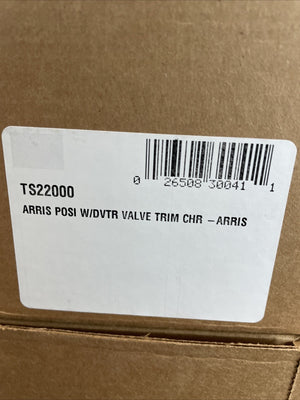 0 26508 30041 1
TS22000
ARRIS POSI W/DVTR VALVE TRIM CHR -ARRIS